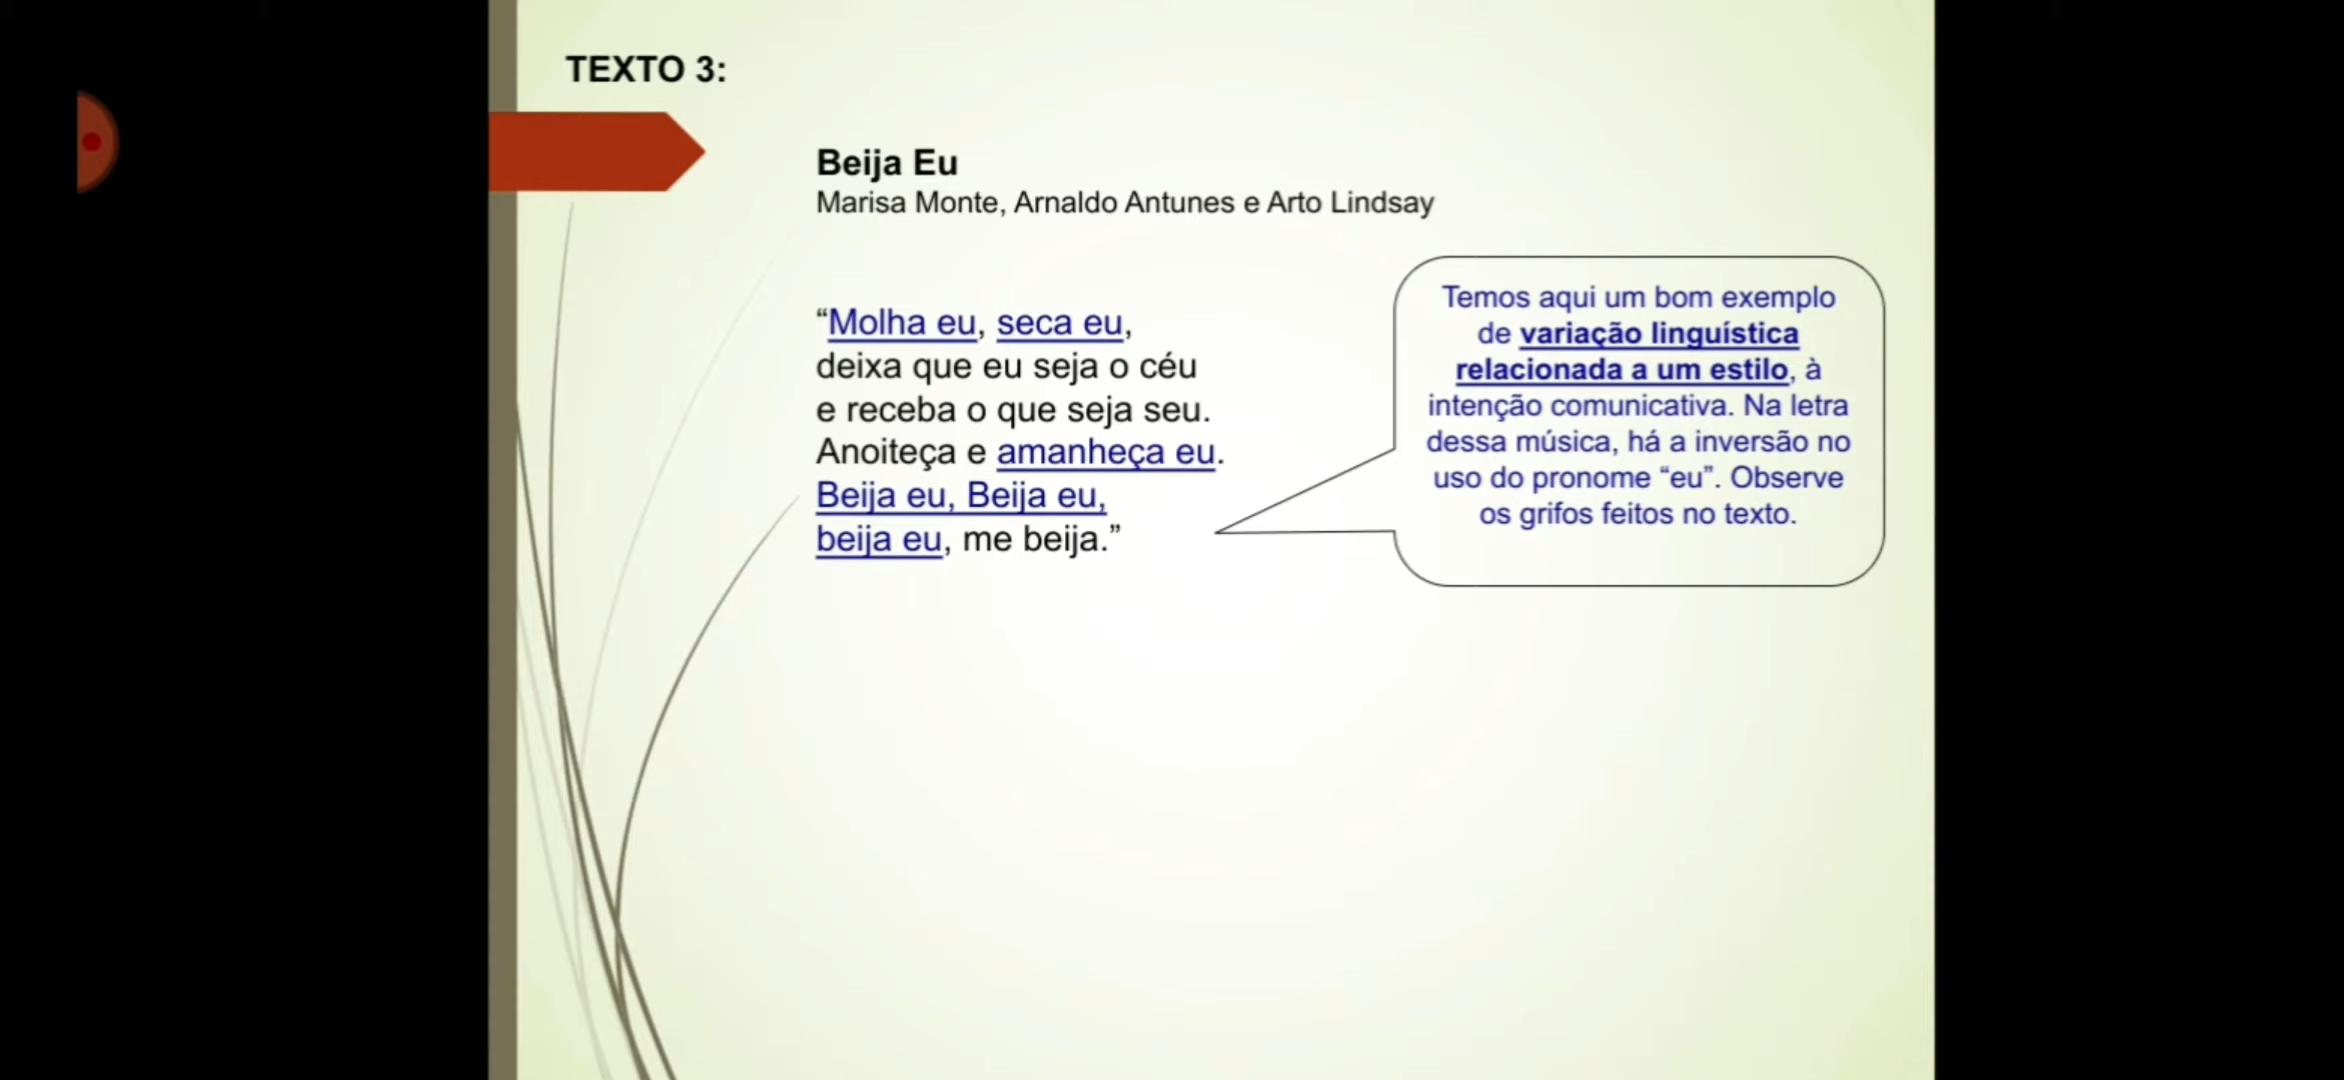 TEXTO 3:
Beija Eu
Marisa Monte, Arnaldo Antunes e Arto Lindsay
“Molha eu, seca eu,
deixa que eu seja o céu
e receba o que seja seu.
Anoiteça e amanheça eu.
Beija eu, Beija eu,
beija eu, me beija.”
Temos aqui um bom exemplo
de variação linguística
relacionada a um estilo, à
intenção comunicativa. Na letra
dessa música, há a inversão no
uso do pronome “eu”. Observe
os grifos feitos no texto.